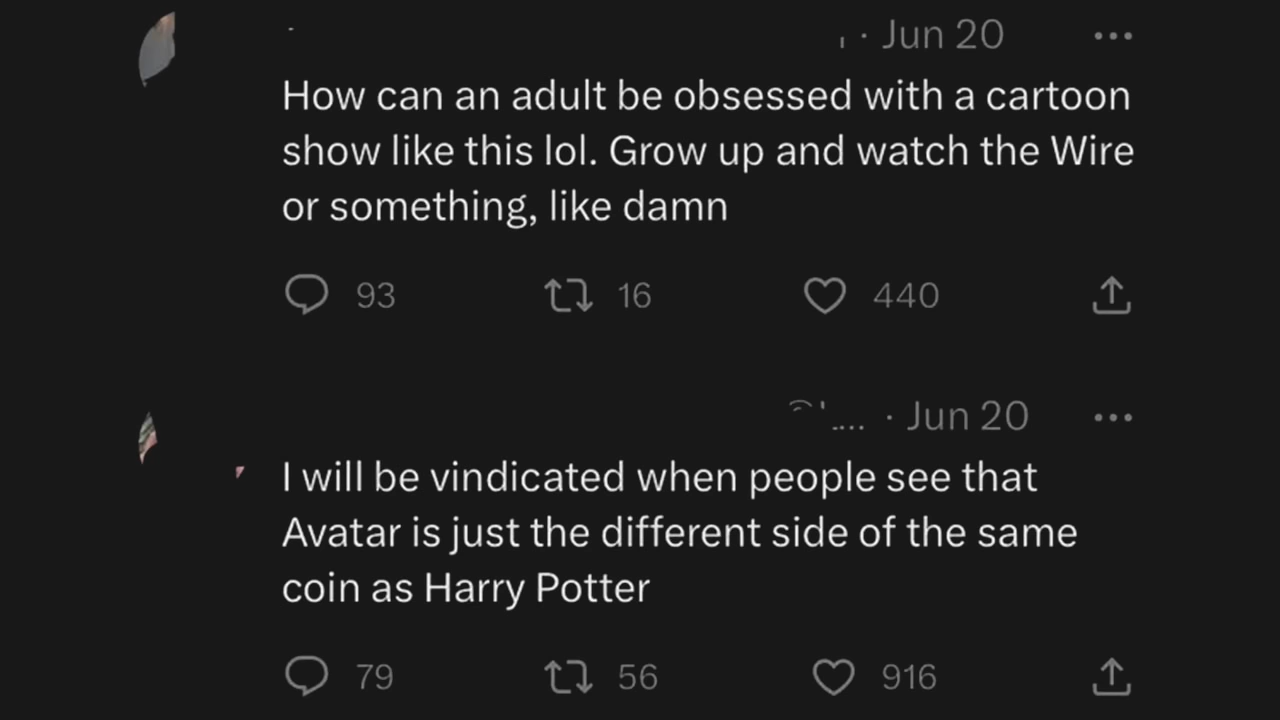 · Jun 20
How can an adult be obsessed with a cartoon
show like this lol. Grow up and watch the Wire
or something, like damn
93 16 440
.... · Jun 20
I will be vindicated when people see that
Avatar is just the different side of the same
coin as Harry Potter
79 56 916